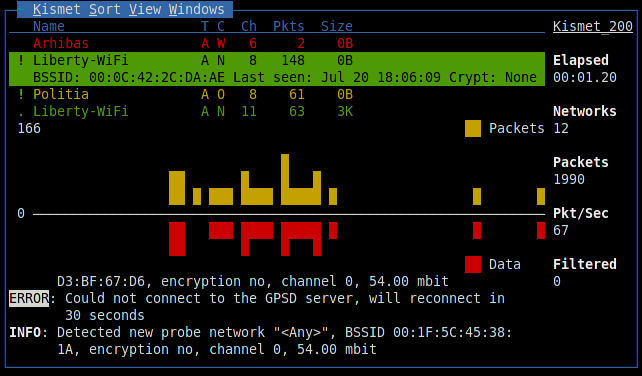 ~ Kismet Sort View Windows
Name T C Ch Pkts Size
Kismet_200
Arhibas A W 6 2 0B
! Liberty-WiFi A N 8 148 0B
Elapsed
BSSID: 00:0C:42:2C:DA:AE Last seen: Jul 20 18:06:09 Crypt: None
00:01.20
! Politia A O 8 61 0B
. Liberty-WiFi A N 11 63 3K
Networks
166
Packets
12
Packets
1990
0
Pkt/Sec
67
Data
Filtered
0
D3:BF:67:D6, encryption no, channel 0, 54.00 mbit
ERROR: Could not connect to the GPSD server, will reconnect in
30 seconds
INFO: Detected new probe network "<Any>", BSSID 00:1F:5C:45:38:
1A, encryption no, channel 0, 54.00 mbit